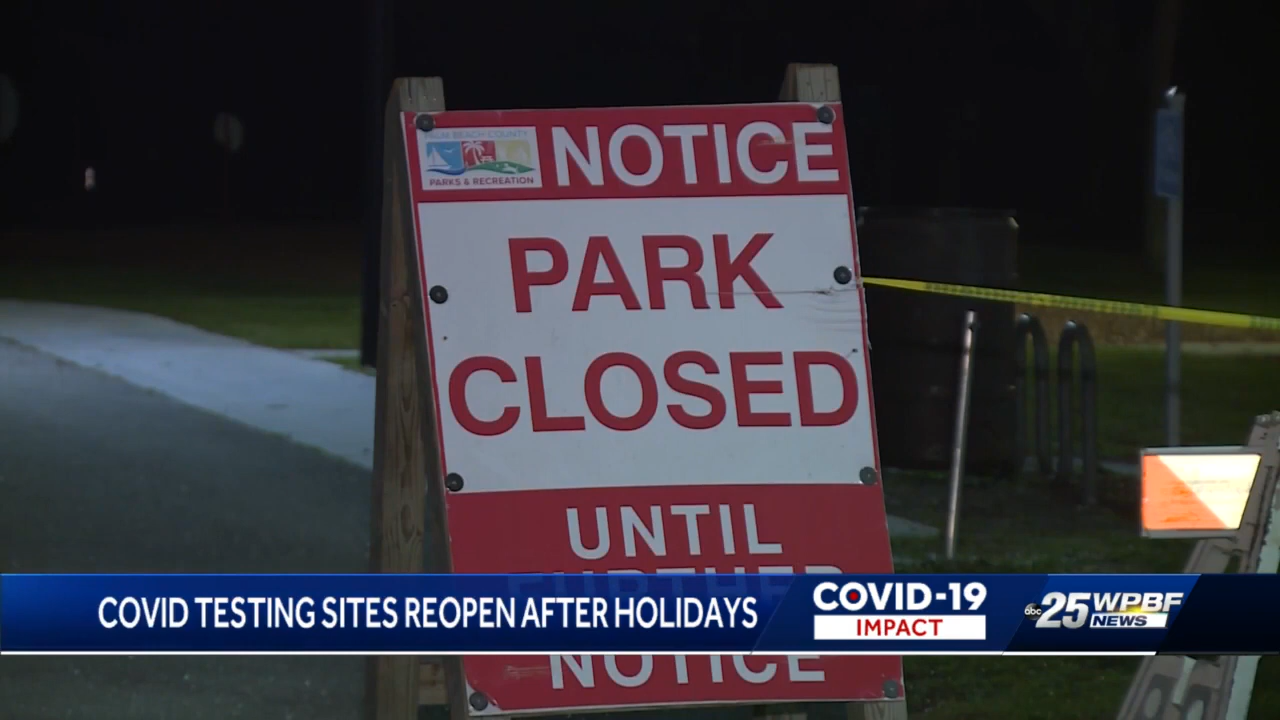 PALM BEACH COUNTY
PARKS & RECREATION
NOTICE
PARK
CLOSED
UNTIL
FURTHER
NOTICE
COVID TESTING SITES REOPEN AFTER HOLIDAYS
COVID-19
IMPACT
abc 25 WPBF
NEWS